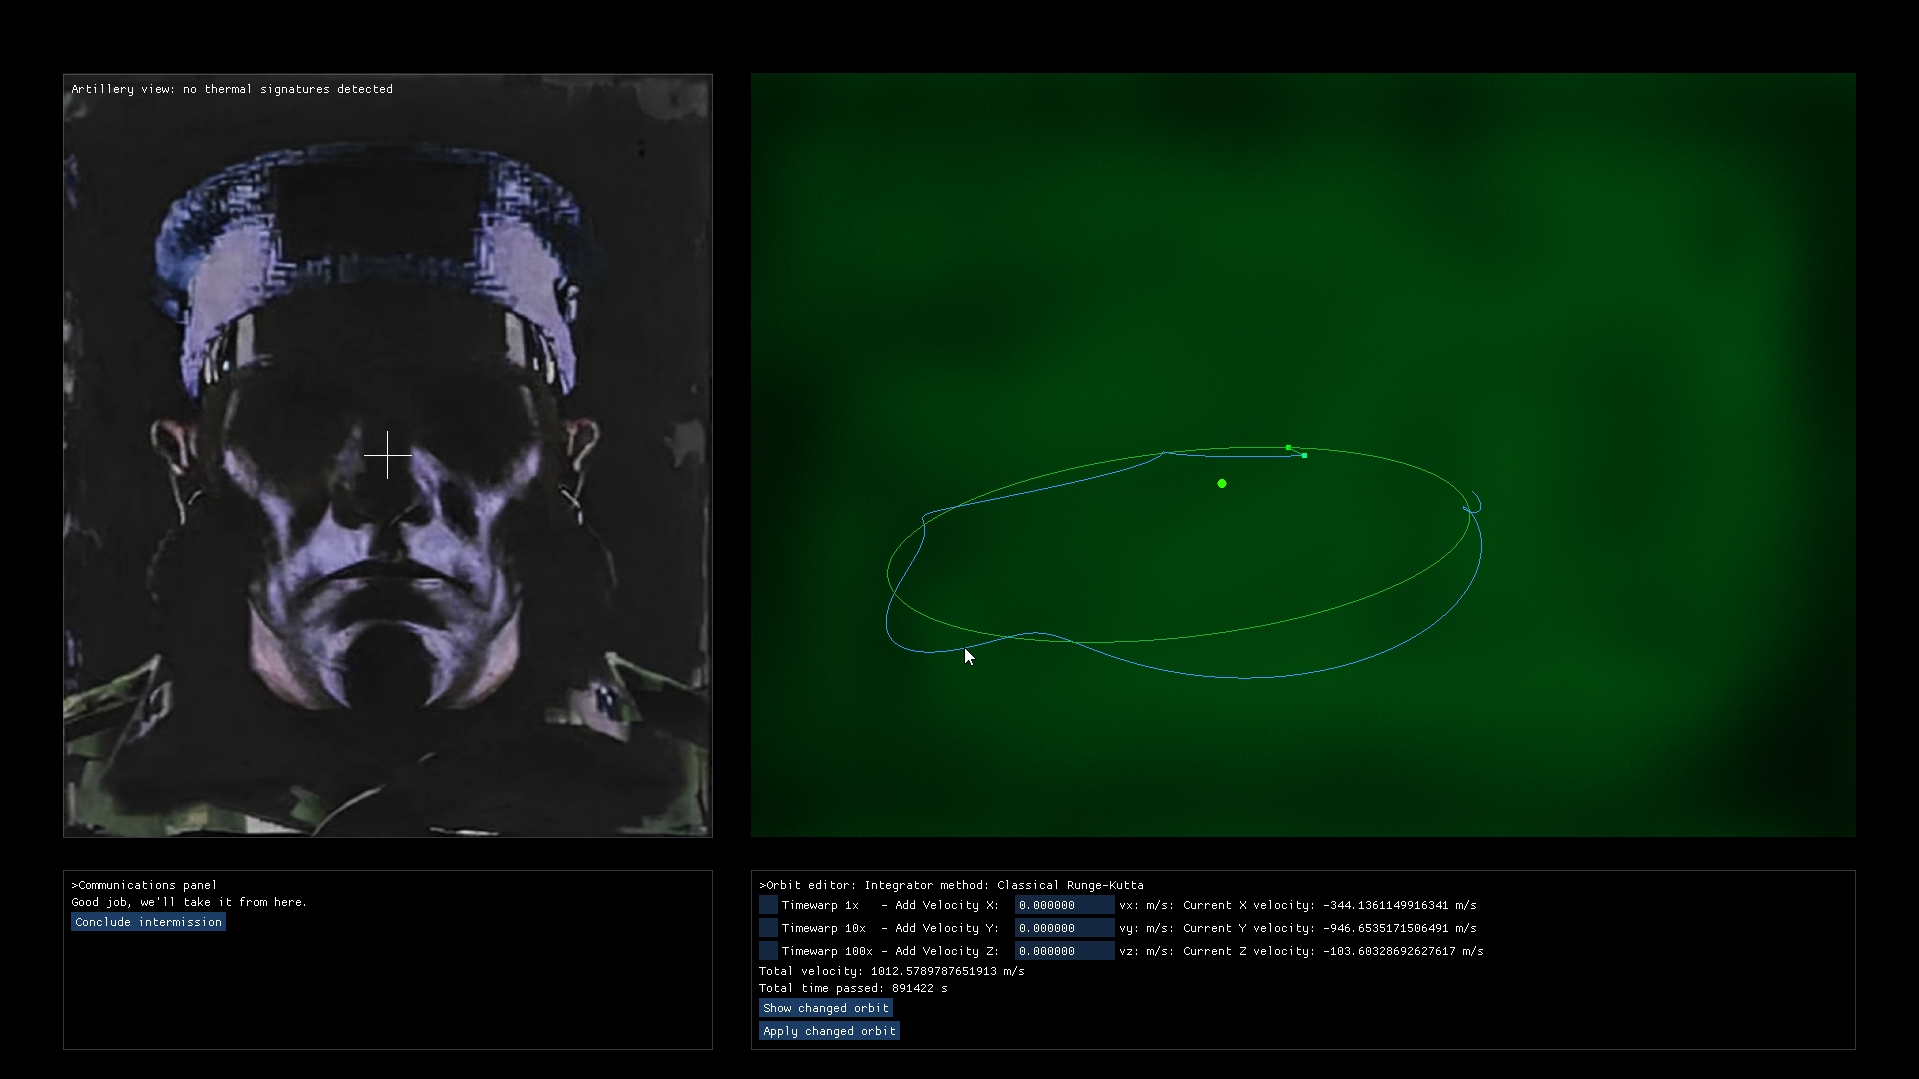 Artillery view: no thermal signatures detected
>Communications panel
Good job, we'll take it from here.
Conclude intermission
>Orbit editor: Integrator method: Classical Runge-Kutta
Timewarp 1x - Add Velocity X: 0.000000 vx: m/s: Current X velocity: -344.1361149916341 m/s
Timewarp 10x - Add Velocity Y: 0.000000 vy: m/s: Current Y velocity: -946.6535171506491 m/s
Timewarp 100x - Add Velocity Z: 0.000000 vz: m/s: Current Z velocity: -103.60328692627617 m/s
Total velocity: 1012.5789787651913 m/s
Total time passed: 891422 s
Show changed orbit
Apply changed orbit